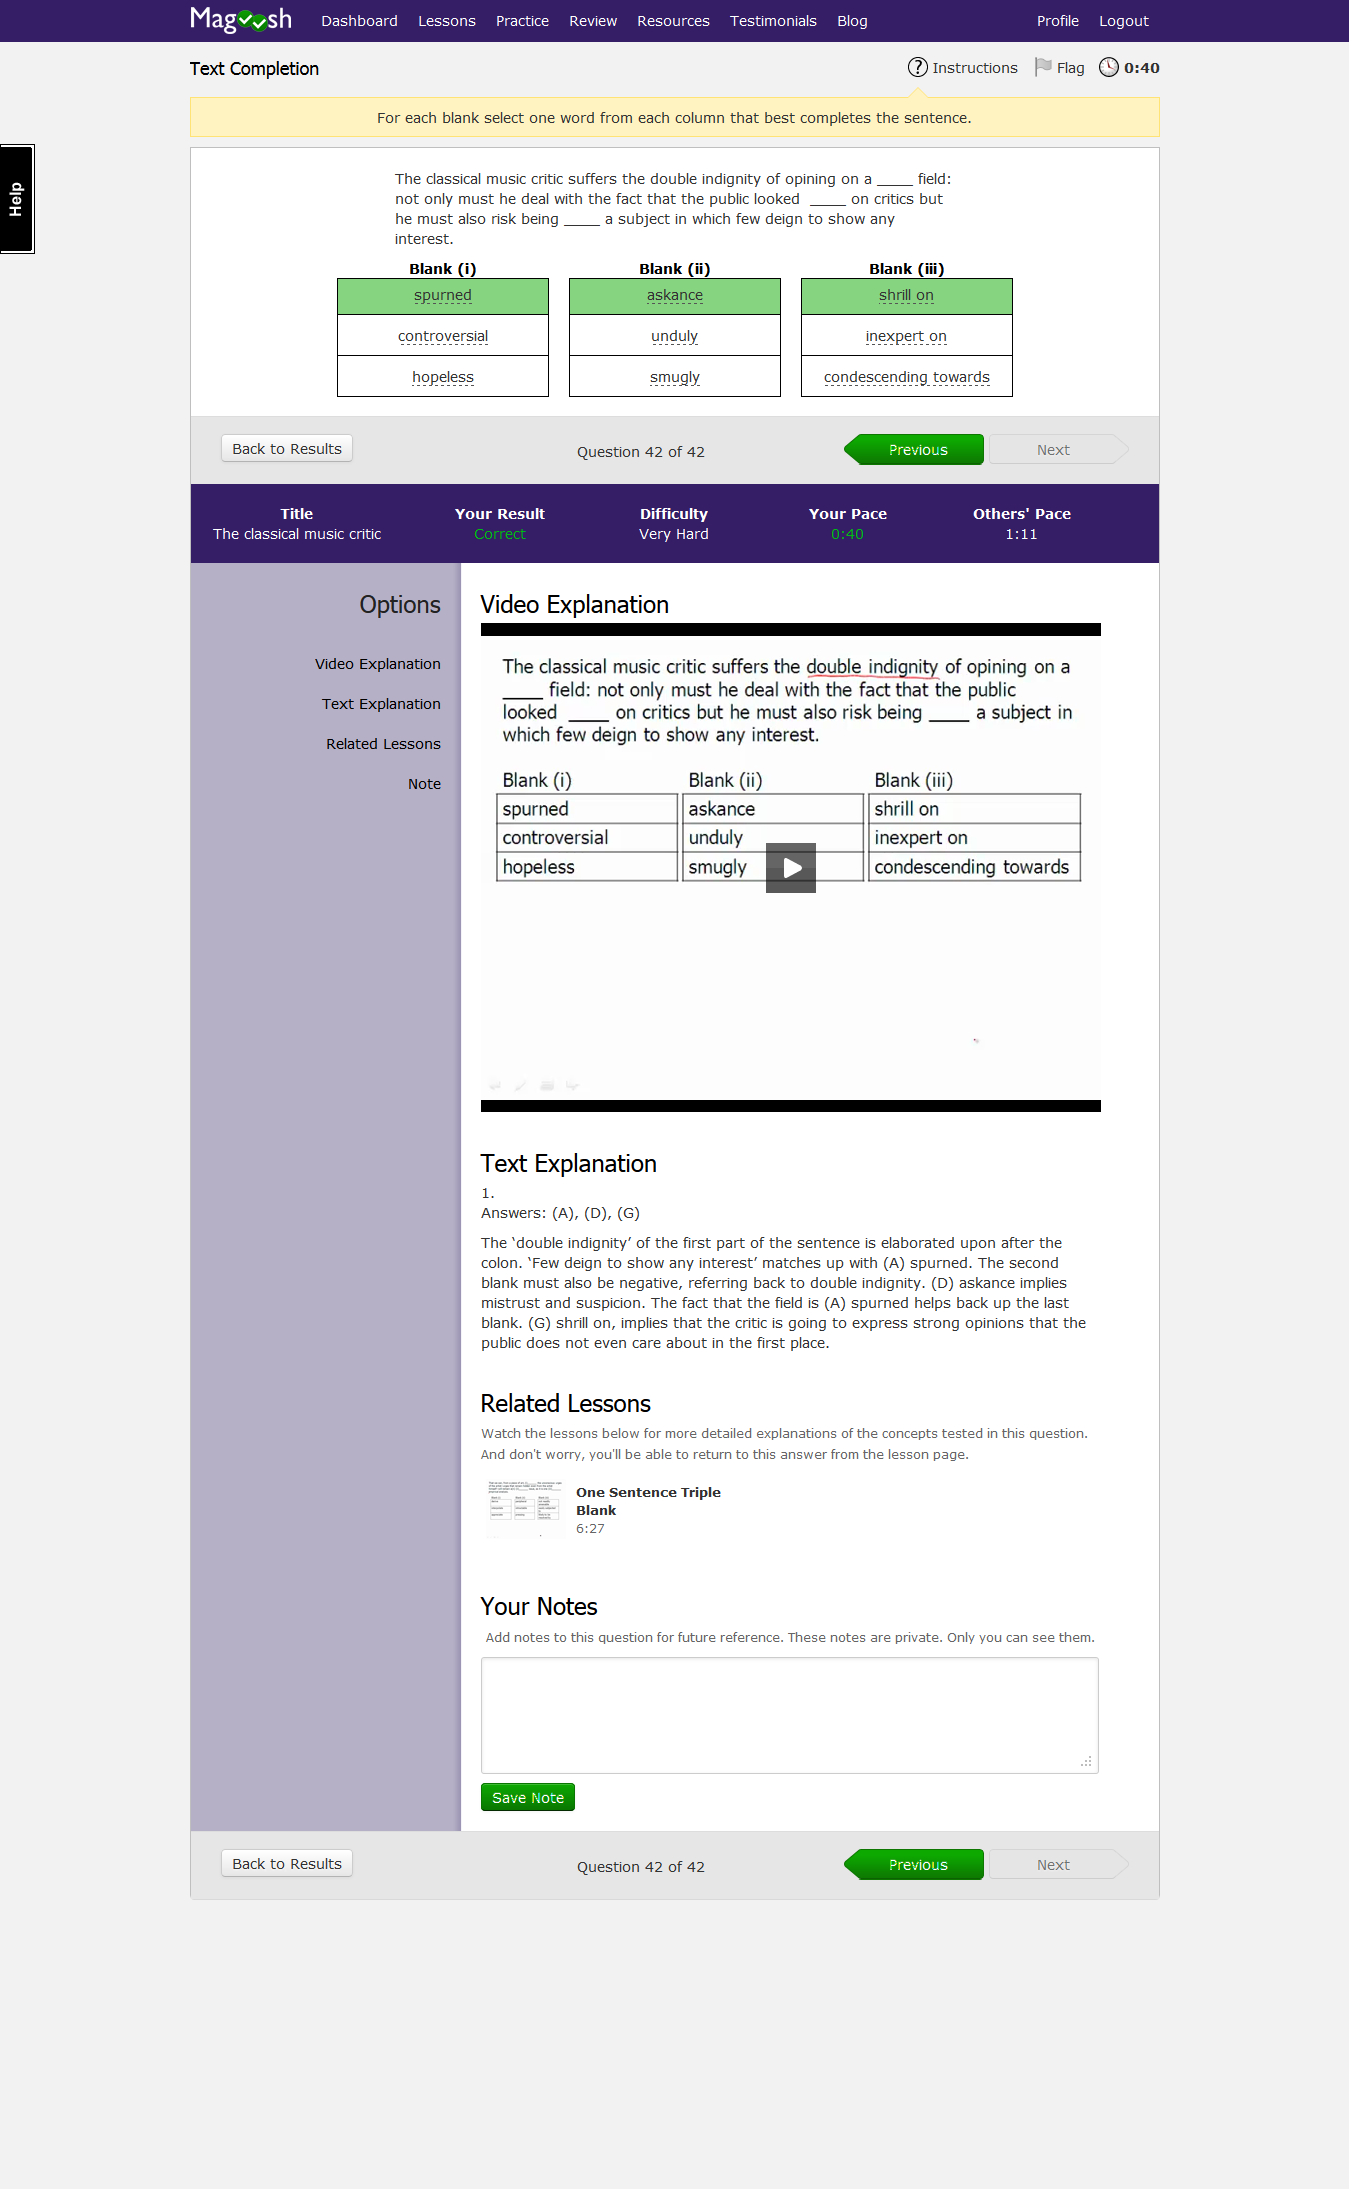 Magoosh Dashboard Lessons Practice Review Resources Testimonials Blog Profile Logout
Text Completion Instructions Flag 0:40
For each blank select one word from each column that best completes the sentence.
Help
The classical music critic suffers the double indignity of opining on a ____ field:
not only must he deal with the fact that the public looked ____ on critics but
he must also risk being ____ a subject in which few deign to show any
interest.
Blank (i) Blank (ii) Blank (iii)
spurned askance shrill on
controversial unduly inexpert on
hopeless smugly condescending towards
Back to Results Question 42 of 42 Previous Next
Title Your Result Difficulty Your Pace Others' Pace
The classical music critic Correct Very Hard 0:40 1:11
Options
Video Explanation
Text Explanation
Related Lessons
Note
Video Explanation
The classical music critic suffers the double indignity of opining on a
____ field: not only must he deal with the fact that the public
looked ____ on critics but he must also risk being ____ a subject in
which few deign to show any interest.
Blank (i) Blank (ii) Blank (iii)
spurned askance shrill on
controversial unduly inexpert on
hopeless smugly condescending towards
Text Explanation
1.
Answers: (A), (D), (G)
The ‘double indignity’ of the first part of the sentence is elaborated upon after the
colon. ‘Few deign to show any interest’ matches up with (A) spurned. The second
blank must also be negative, referring back to double indignity. (D) askance implies
mistrust and suspicion. The fact that the field is (A) spurned helps back up the last
blank. (G) shrill on, implies that the critic is going to express strong opinions that the
public does not even care about in the first place.
Related Lessons
Watch the lessons below for more detailed explanations of the concepts tested in this question.
And don't worry, you'll be able to return to this answer from the lesson page.
One Sentence Triple
Blank
6:27
Your Notes
Add notes to this question for future reference. These notes are private. Only you can see them.
Save Note
Back to Results Question 42 of 42 Previous Next